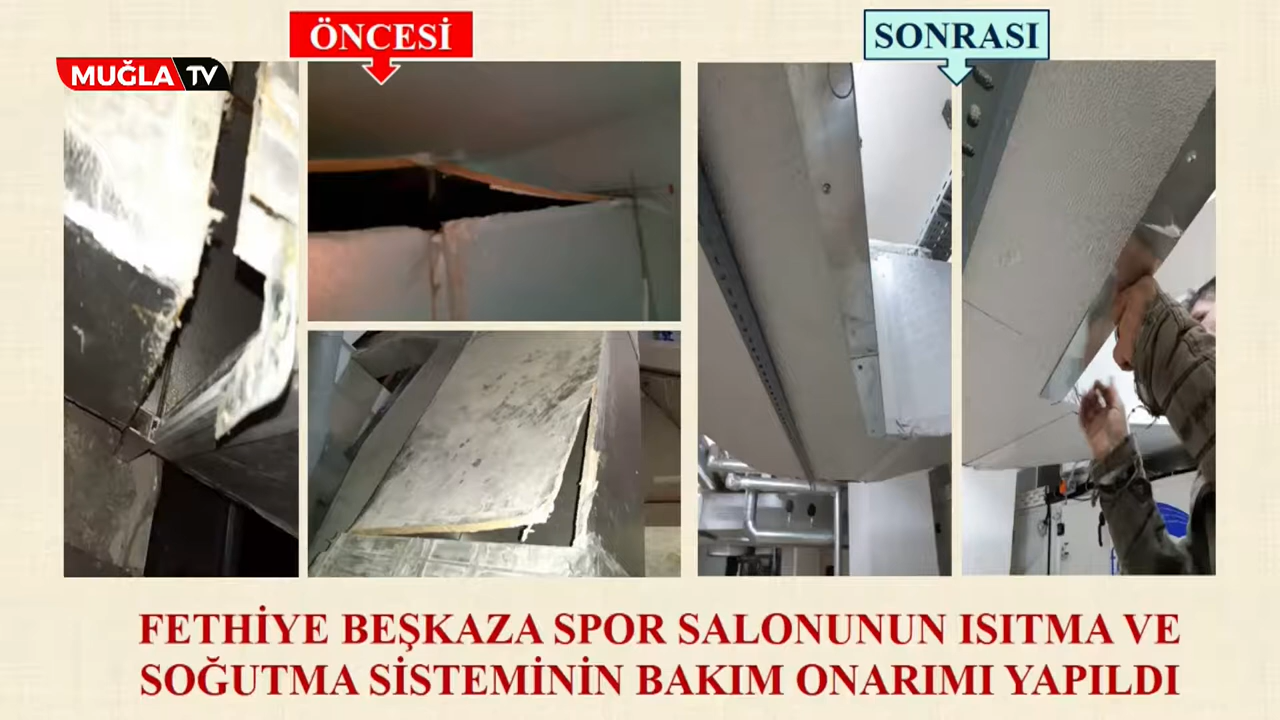 ÖNCESİ
SONRASI
MUĞLA TV
FETHİYE BEŞKAZA SPOR SALONUNUN ISITMA VE
SOĞUTMA SİSTEMİNİN BAKIM ONARIMI YAPILDI